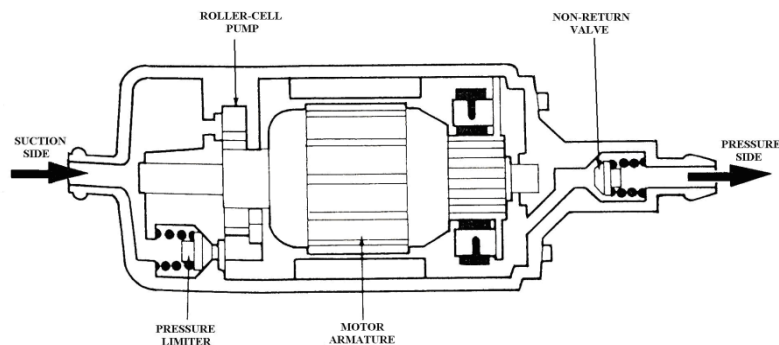 ROLLER-CELL
PUMP
NON-RETURN
VALVE
SUCTION
SIDE
PRESSURE
SIDE
PRESSURE
LIMITER
MOTOR
ARMATURE